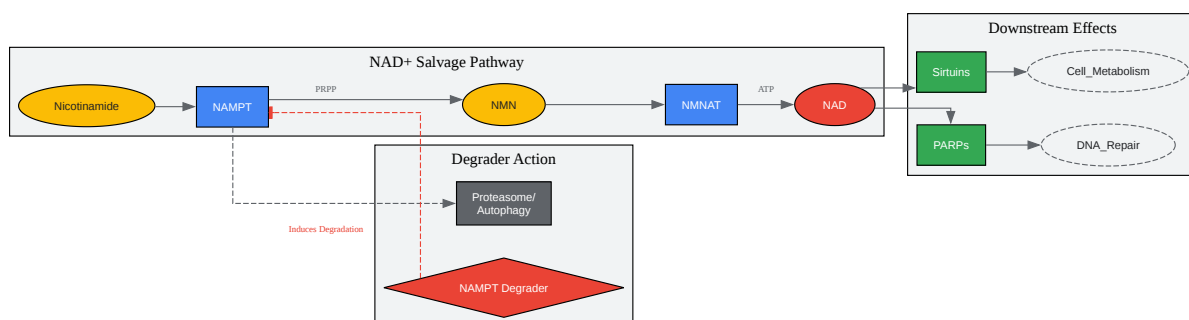 Downstream Effects
NAD+ Salvage Pathway
Sirtuins
Cell_Metabolism
Nicotinamide
NAMPT
PRPP
NMN
NMNAT
ATP
NAD
PARPs
DNA_Repair
Degrader Action
Proteasome/
Autophagy
Induces Degradation
NAMPT Degrader